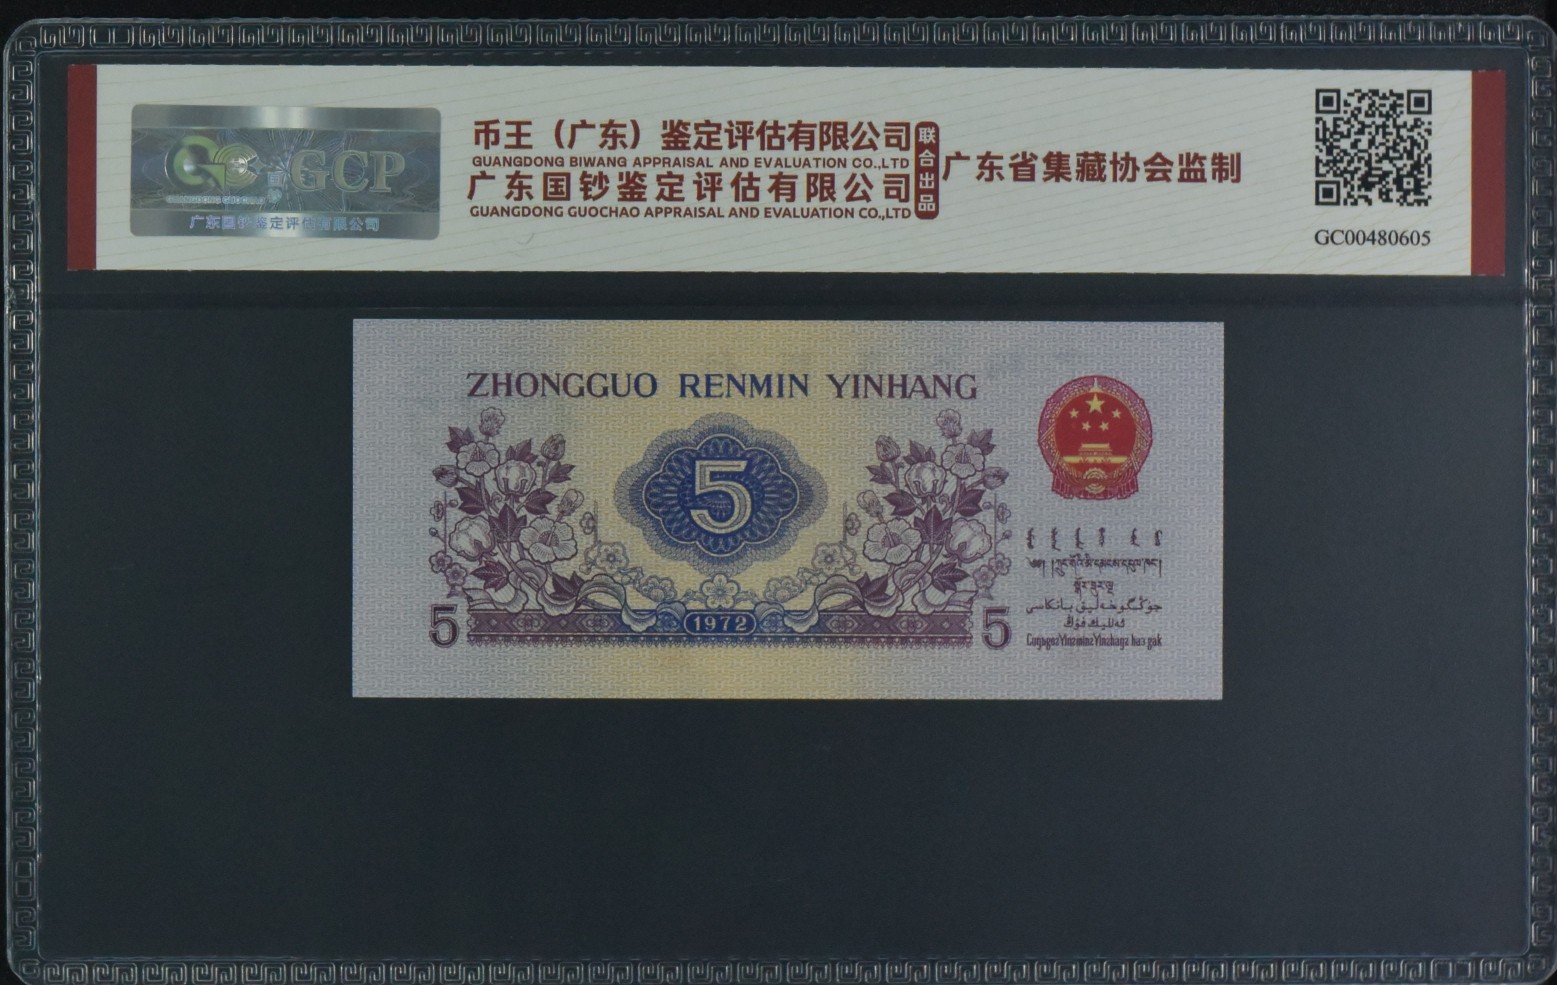 GCP
广东国钞鉴定评估有限公司
币王（广东）鉴定评估有限公司
GUANGDONG BIWANG APPRAISAL AND EVALUATION CO.,LTD
广东国钞鉴定评估有限公司
GUANGDONG GUOCHAO APPRAISAL AND EVALUATION CO.,LTD
联合出品
广东省集藏协会监制
GC00480605
ZHONGGUO RENMIN YINHANG
5
5
1972
5
جۇڭگو خەلىق بانكاسى